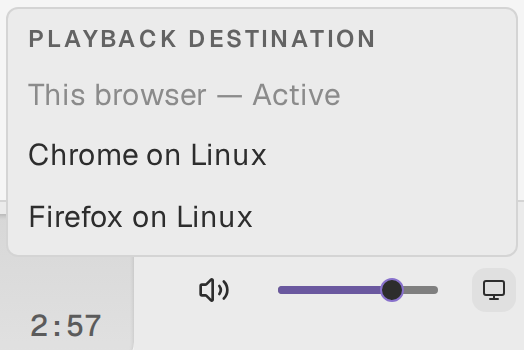 PLAYBACK DESTINATION
This browser — Active
Chrome on Linux
Firefox on Linux
2:57